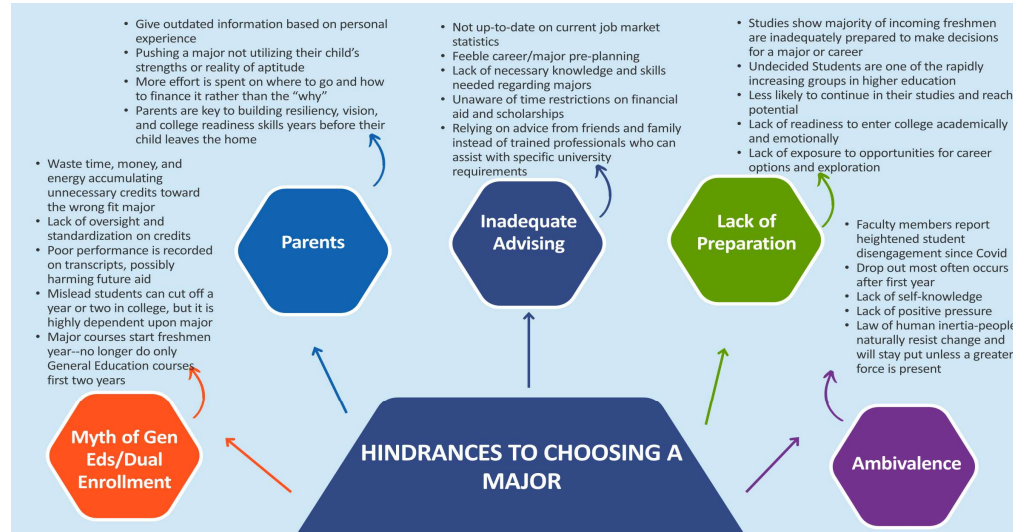 • Give outdated information based on personal
experience
• Pushing a major not utilizing their child's
strengths or reality of aptitude
• More effort is spent on where to go and how
to finance it rather than the "why"
• Parents are key to building resiliency, vision,
and college readiness skills years before their
child leaves the home
• Not up-to-date on current job market
statistics
• Feeble career/major pre-planning
• Lack of necessary knowledge and skills
needed regarding majors
• Unaware of time restrictions on financial
aid and scholarships
• Relying on advice from friends and family
instead of trained professionals who can
assist with specific university
requirements
• Studies show majority of incoming freshmen
are inadequately prepared to make decisions
for a major or career
• Undecided Students are one of the rapidly
increasing groups in higher education
• Less likely to continue in their studies and reach
potential
• Lack of readiness to enter college academically
and emotionally
• Lack of exposure to opportunities for career
options and exploration
• Waste time, money, and
energy accumulating
unnecessary credits toward
the wrong fit major
• Lack of oversight and
standardization on credits
• Poor performance is recorded
on transcripts, possibly
harming future aid
• Mislead students can cut off a
year or two in college, but it is
highly dependent upon major
• Major courses start freshmen
year--no longer do only
General Education courses
first two years
Parents
Inadequate
Advising
Lack of
Preparation
• Faculty members report
heightened student
disengagement since Covid
• Drop out most often occurs
after first year
• Lack of self-knowledge
• Lack of positive pressure
• Law of human inertia-people
naturally resist change and
will stay put unless a greater
force is present
Myth of Gen
Eds/Dual
Enrollment
HINDRANCES TO CHOOSING A
MAJOR
Ambivalence